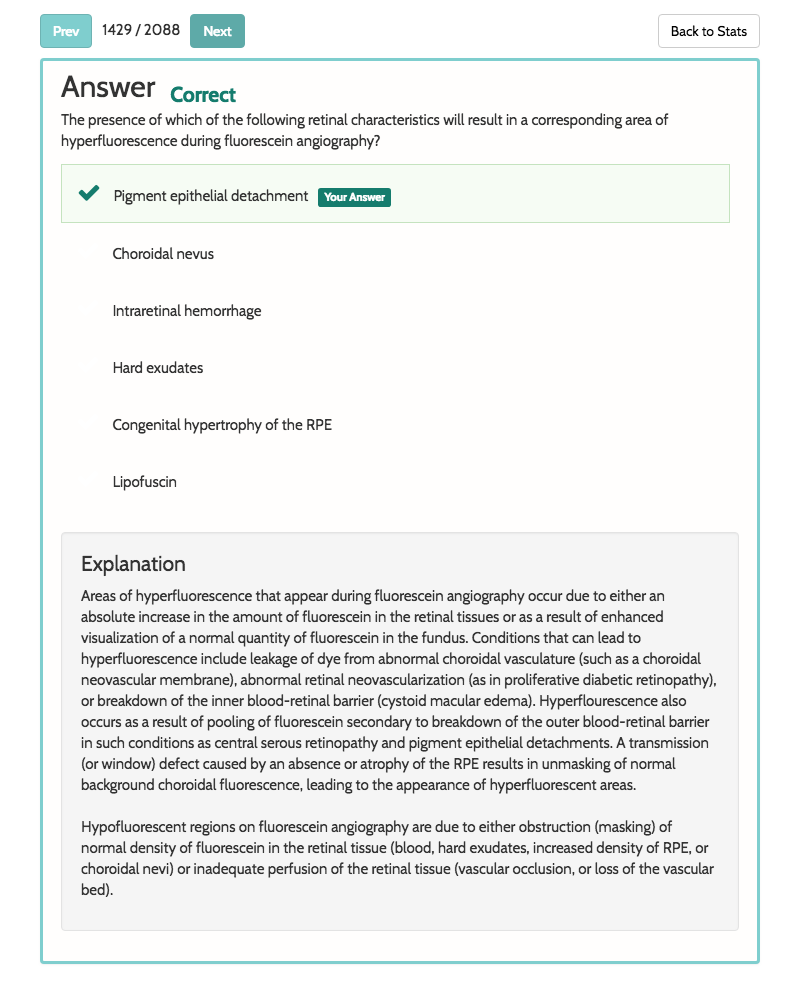 Prev 1429 / 2088 Next Back to Stats
Answer Correct
The presence of which of the following retinal characteristics will result in a corresponding area of
hyperfluorescence during fluorescein angiography?
Pigment epithelial detachment Your Answer
Choroidal nevus
Intraretinal hemorrhage
Hard exudates
Congenital hypertrophy of the RPE
Lipofuscin
Explanation
Areas of hyperfluorescence that appear during fluorescein angiography occur due to either an
absolute increase in the amount of fluorescein in the retinal tissues or as a result of enhanced
visualization of a normal quantity of fluorescein in the fundus. Conditions that can lead to
hyperfluorescence include leakage of dye from abnormal choroidal vasculature (such as a choroidal
neovascular membrane), abnormal retinal neovascularization (as in proliferative diabetic retinopathy),
or breakdown of the inner blood-retinal barrier (cystoid macular edema). Hyperflourescence also
occurs as a result of pooling of fluorescein secondary to breakdown of the outer blood-retinal barrier
in such conditions as central serous retinopathy and pigment epithelial detachments. A transmission
(or window) defect caused by an absence or atrophy of the RPE results in unmasking of normal
background choroidal fluorescence, leading to the appearance of hyperfluorescent areas.
Hypofluorescent regions on fluorescein angiography are due to either obstruction (masking) of
normal density of fluorescein in the retinal tissue (blood, hard exudates, increased density of RPE, or
choroidal nevi) or inadequate perfusion of the retinal tissue (vascular occlusion, or loss of the vascular
bed).